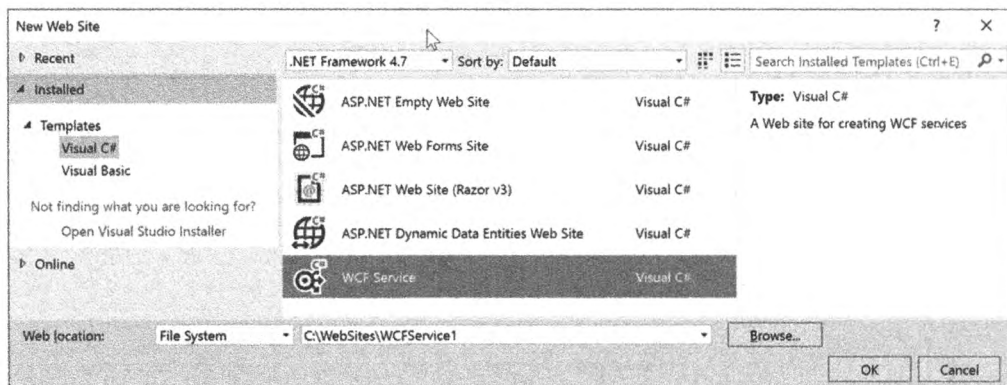 New Web Site ? ×
Recent
.NET Framework 4.7 Sort by: Default Search Installed Templates (Ctrl+E)
Installed
Templates
Visual C#
Visual Basic
Not finding what you are looking for?
Open Visual Studio Installer
Online
C# ASP.NET Empty Web Site Visual C#
C# ASP.NET Web Forms Site Visual C#
C# @ ASP.NET Web Site (Razor v3) Visual C#
C# ASP.NET Dynamic Data Entities Web Site Visual C#
C# WCF Service Visual C#
Type: Visual C#
A Web site for creating WCF services
Web location: File System C:\WebSites\WCFService1 Browse...
OK Cancel